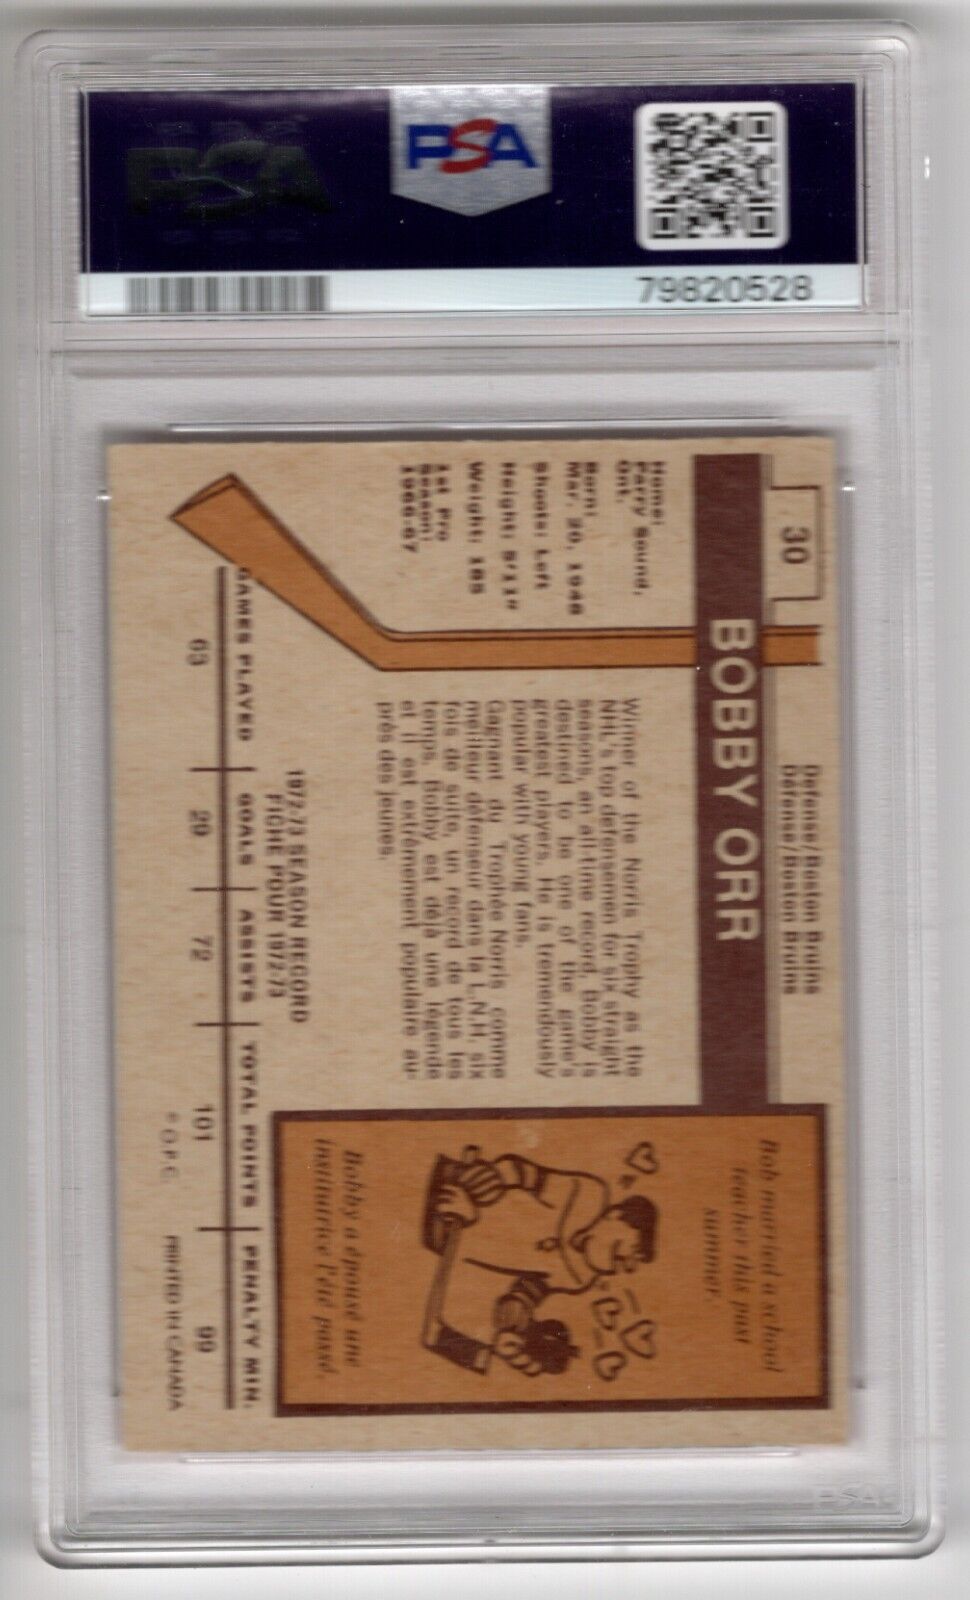 PSA
PSA
79820528
30
Defense/Boston Bruins
Défense/Boston Bruins
BOBBY ORR
Home:
Parry Sound,
Ont.
Born:
Mar. 20, 1948
Shoots: Left
Height: 5/11"
Weight: 185
1st Pro
Season:
1966-67
Winner of the Norris Trophy as the
NHL's top defensemen for six straight
seasons, an all-time record, Bobby is
destined to be one of the game's
greatest players. He is tremendously
popular with young fans.
Gagnant du Trophée Norris comme
meilleur défenseur dans la L.N.H. six
fois de suite, un record de tous les
temps. Bobby est déjà une légende
et il est extrêmement populaire au-
près des jeunes.
Bob married a school
teacher this past
summer.
Bobby a épousé une
institutrice l'été passé.
1972/3 SEASON RECORD
FICHE POUR 1972/73
GAMES PLAYED GOALS ASSISTS TOTAL POINTS PENALTY MIN.
63 29 72 101 99
© O.P.C. PRINTED IN CANADA
PSA